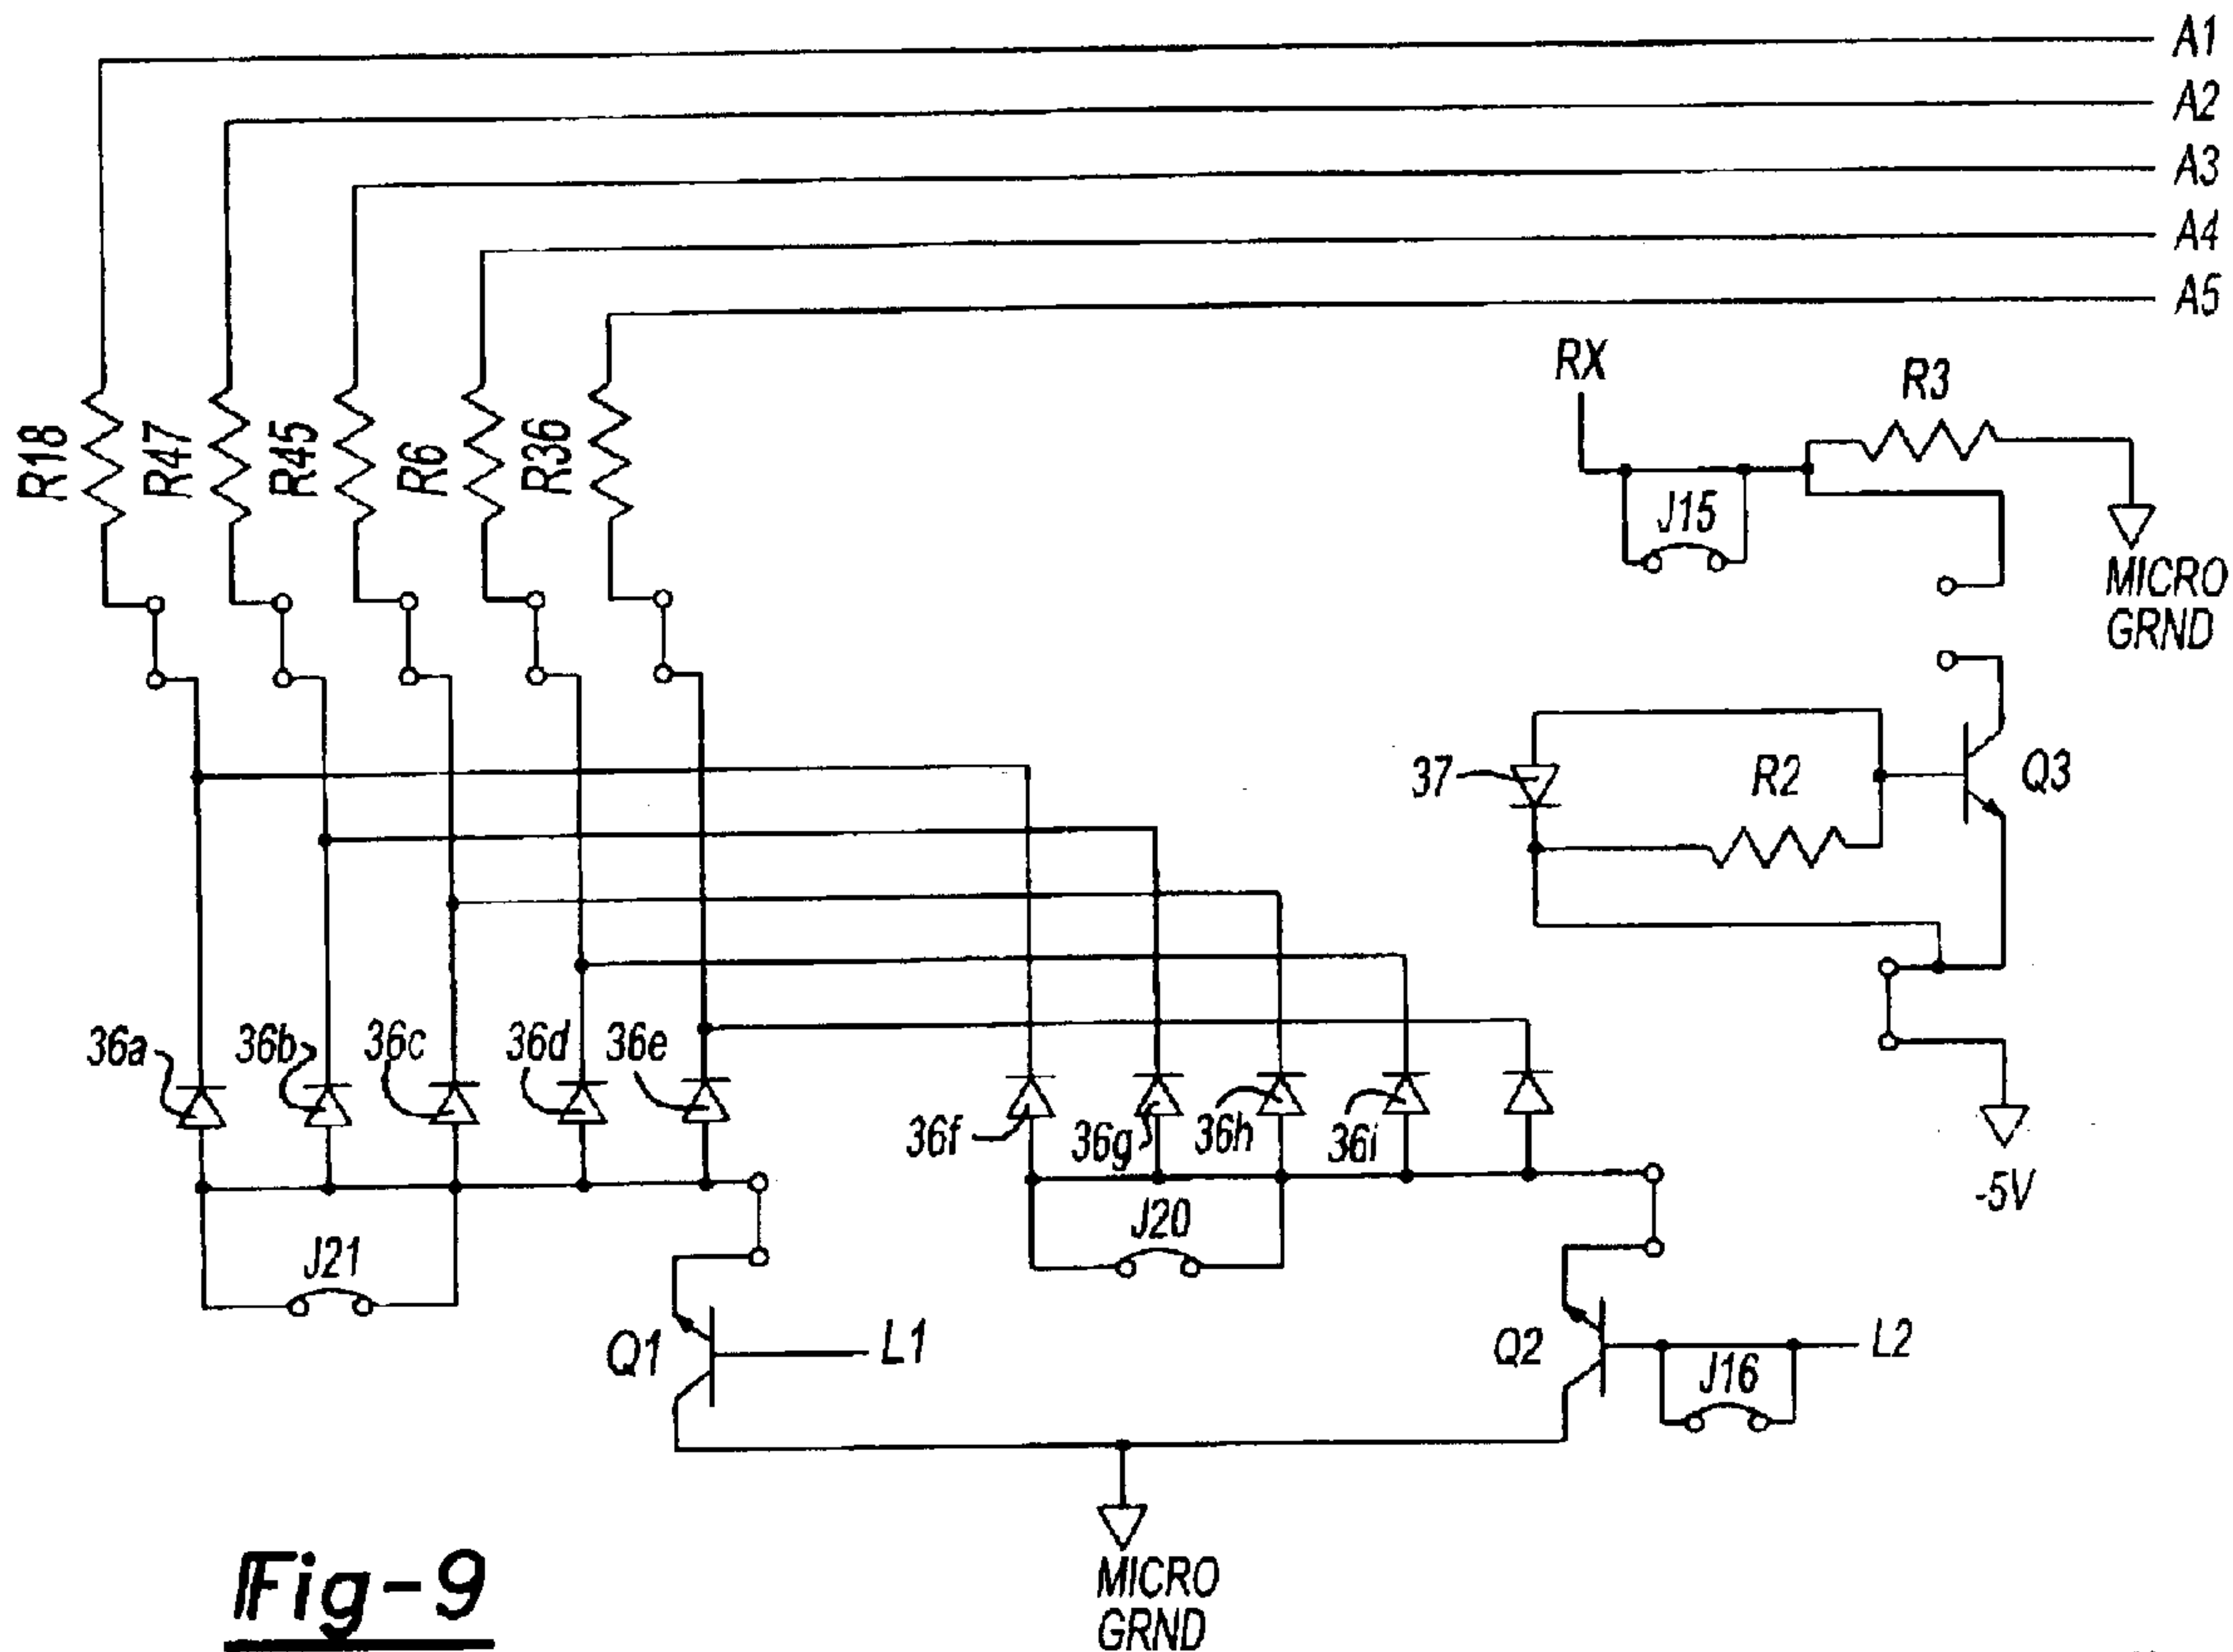 A1
A2
A3
A4
A5
RX
R3
R18
R47
R45
R6
R36
J15
MICRO
GRND
37
R2
Q3
36a
36b
36c
36d
36e
36f
36g
36h
36i
-5V
J21
J20
Q1
L1
Q2
L2
J16
MICRO
GRND
Fig-9